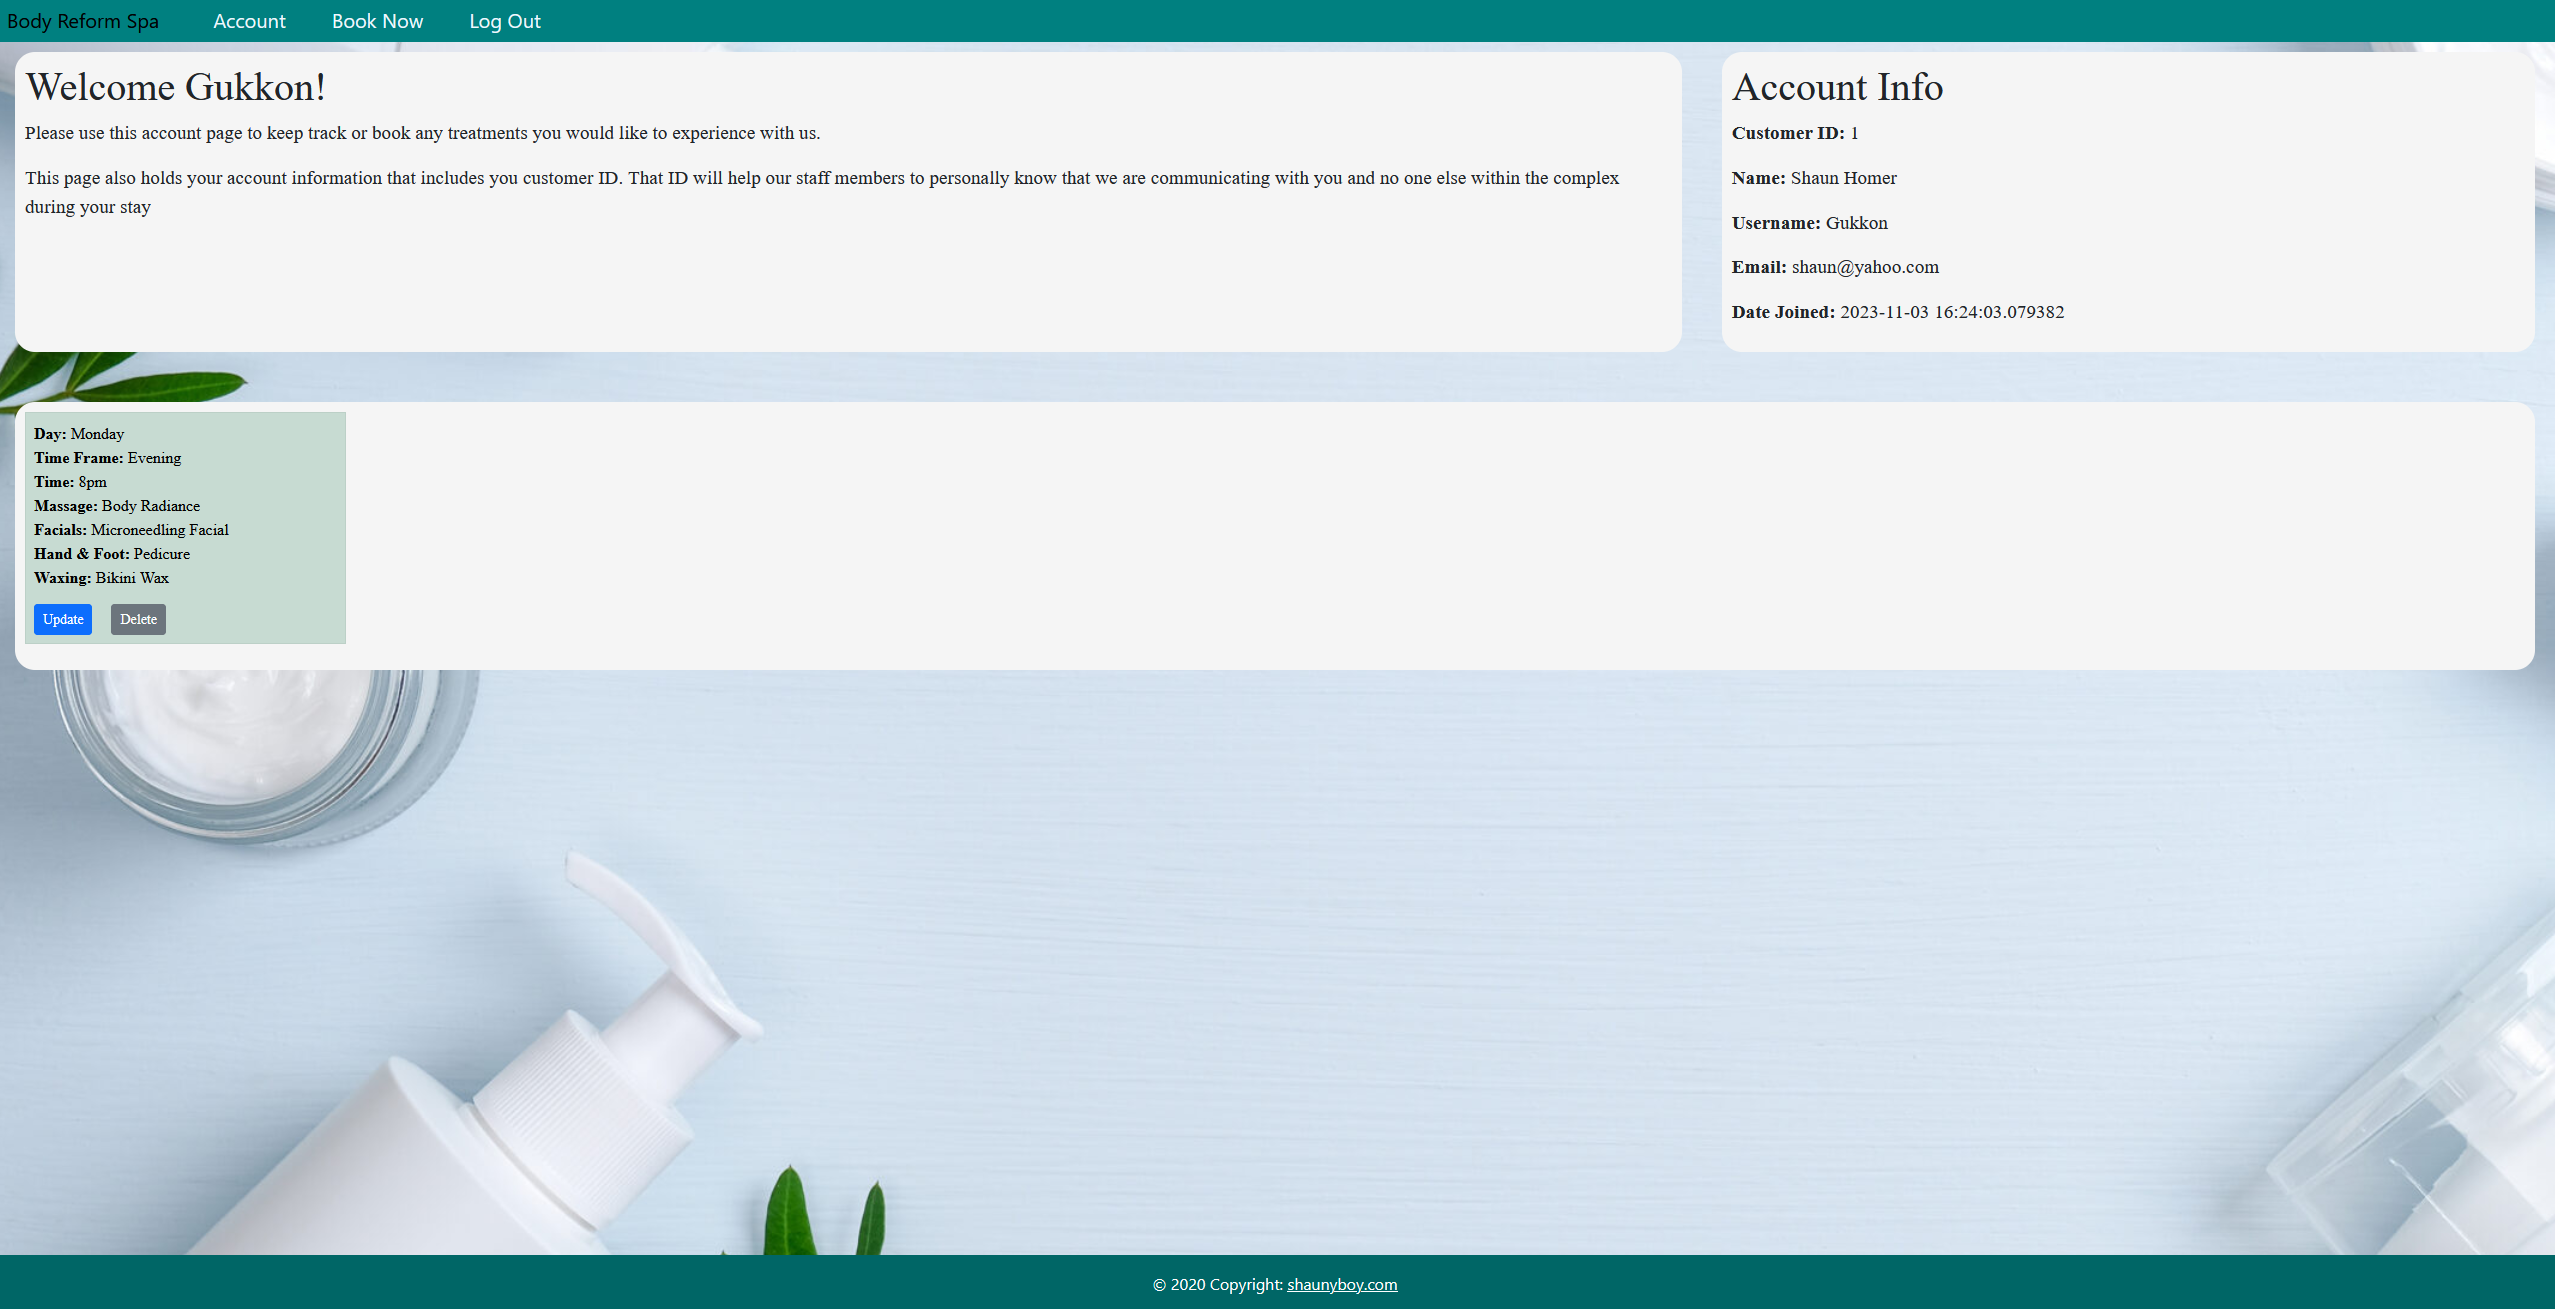 Body Reform Spa Account Book Now Log Out
Welcome Gukkon!
Please use this account page to keep track or book any treatments you would like to experience with us.
This page also holds your account information that includes you customer ID. That ID will help our staff members to personally know that we are communicating with you and no one else within the complex
during your stay
Account Info
Customer ID: 1
Name: Shaun Homer
Username: Gukkon
Email: shaun@yahoo.com
Date Joined: 2023-11-03 16:24:03.079382
Day: Monday
Time Frame: Evening
Time: 8pm
Massage: Body Radiance
Facials: Microneedling Facial
Hand & Foot: Pedicure
Waxing: Bikini Wax
Update Delete
© 2020 Copyright: shaunyboy.com